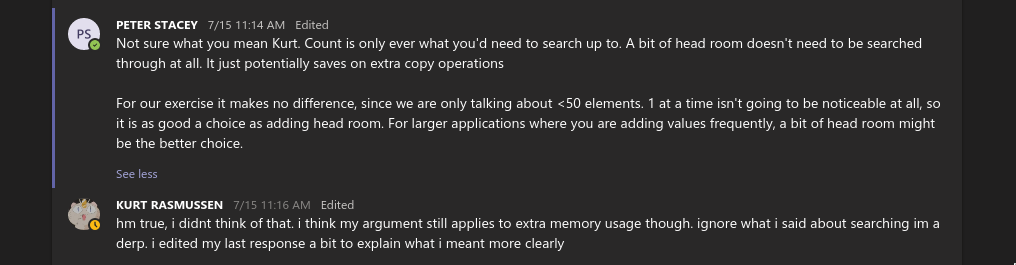 PETER STACEY 7/15 11:14 AM Edited
PS
Not sure what you mean Kurt. Count is only ever what you'd need to search up to. A bit of head room doesn't need to be searched
through at all. It just potentially saves on extra copy operations
For our exercise it makes no difference, since we are only talking about <50 elements. 1 at a time isn't going to be noticeable at all, so
it is as good a choice as adding head room. For larger applications where you are adding values frequently, a bit of head room might
be the better choice.
See less
KURT RASMUSSEN 7/15 11:16 AM Edited
hm true, i didnt think of that. i think my argument still applies to extra memory usage though. ignore what i said about searching im a
derp. i edited my last response a bit to explain what i meant more clearly